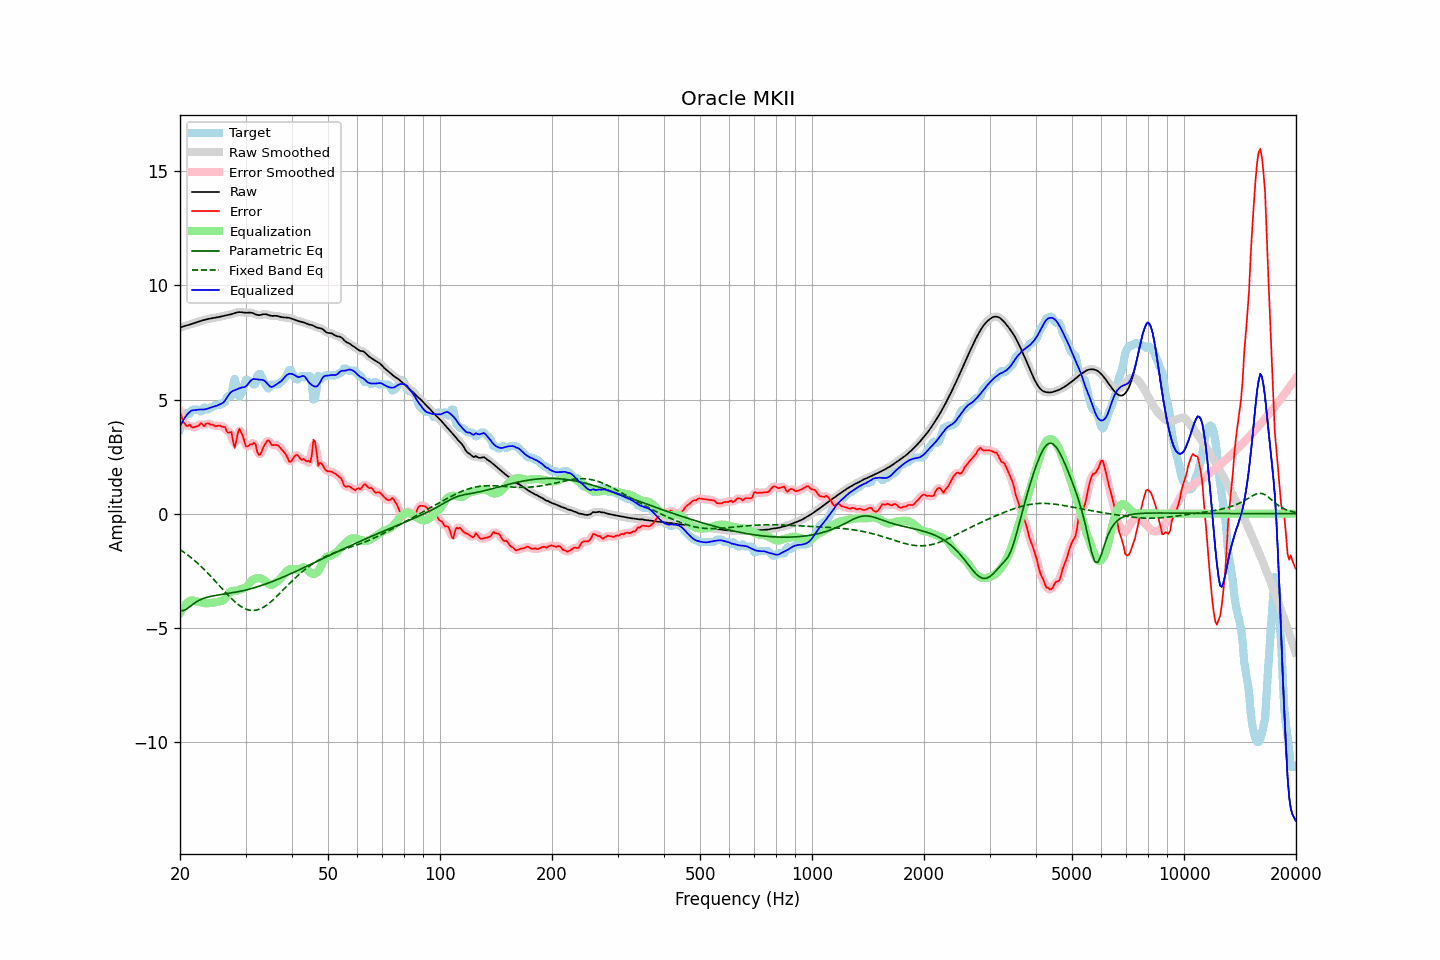 Oracle MKII
Target
Raw Smoothed
Error Smoothed
Raw
Error
Equalization
Parametric Eq
Fixed Band Eq
Equalized
15
10
5
0
−5
−10
Amplitude (dBr)
20 50 100 200 500 1000 2000 5000 10000 20000
Frequency (Hz)